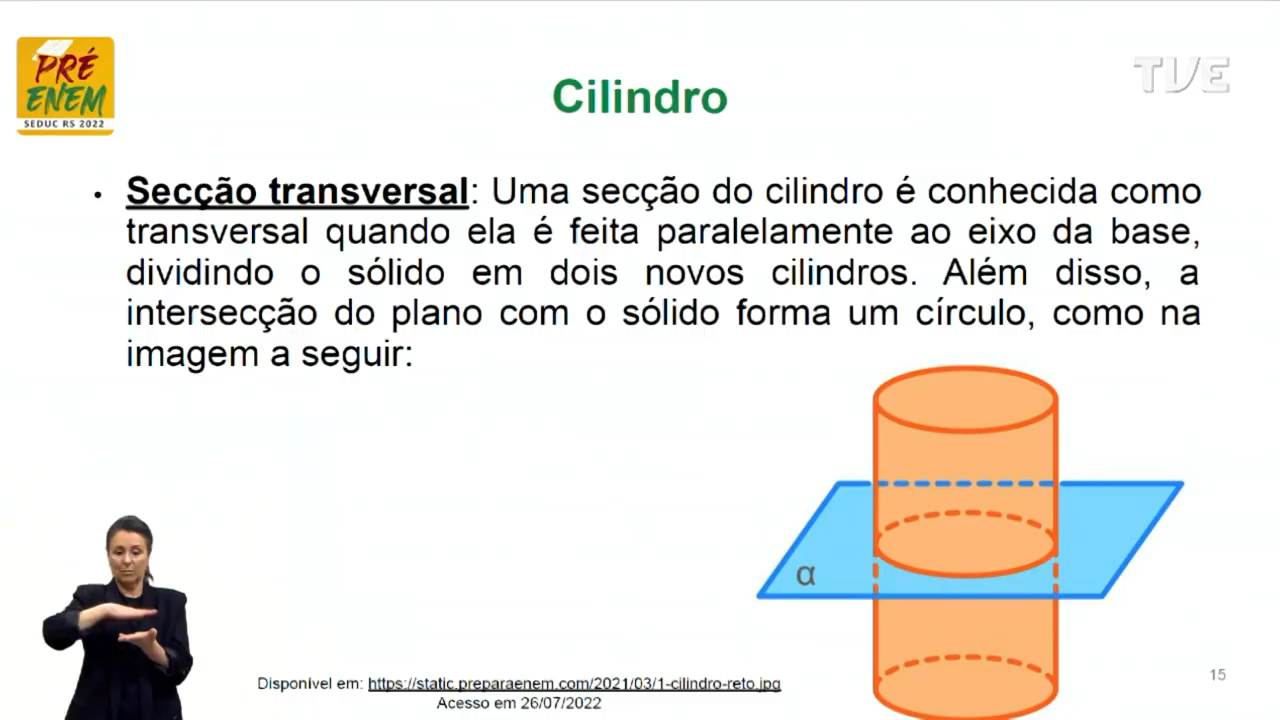 PRÉ
ENEM
SEDUC RS 2022
TVE
Cilindro
• Secção transversal: Uma secção do cilindro é conhecida como
transversal quando ela é feita paralelamente ao eixo da base,
dividindo o sólido em dois novos cilindros. Além disso, a
intersecção do plano com o sólido forma um círculo, como na
imagem a seguir:
α
Disponível em: https://static.preparaenem.com/2021/03/1-cilindro-reto.jpg
Acesso em 26/07/2022
15